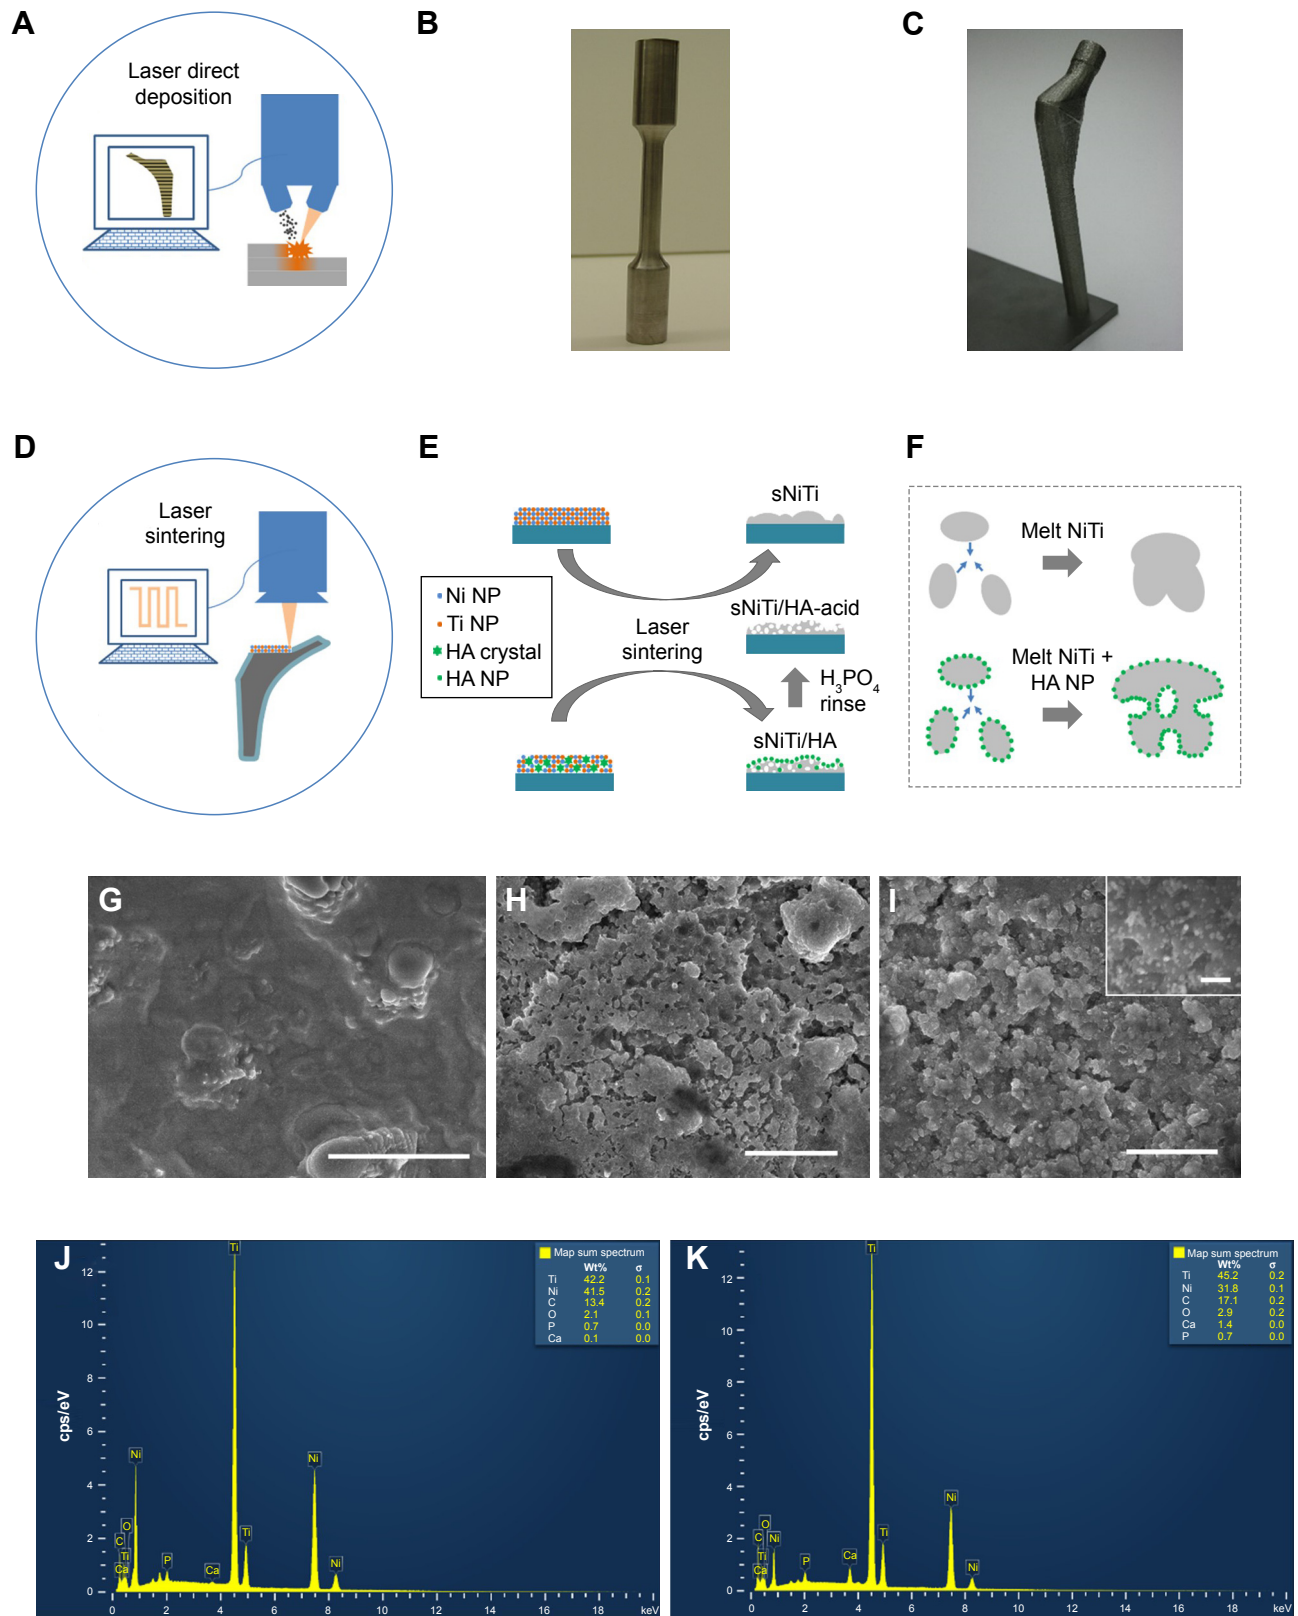 A
Laser direct
deposition
B
C
D
Laser
sintering
E
sNiTi
Ni NP
Ti NP
HA crystal
HA NP
Laser
sintering
sNiTi/HA-acid
H₃PO₄
rinse
sNiTi/HA
F
Melt NiTi
Melt NiTi +
HA NP
G
H
I
J
Map sum spectrum
Wt% σ
Ti 42.2 0.1
Ni 41.5 0.2
C 13.4 0.2
O 2.1 0.1
P 0.7 0.0
Ca 0.1 0.0
cps/eV
12
10
8
6
4
2
0
Ti
Ni
Ni
O
C
Ti
Ca
P
Ca
Ti
Ni
0 2 4 6 8 10 12 14 16 18 keV
K
Map sum spectrum
Wt% σ
Ti 45.2 0.2
Ni 31.8 0.1
C 17.1 0.2
O 2.9 0.2
Ca 1.4 0.0
P 0.7 0.0
cps/eV
12
10
8
6
4
2
0
Ti
Ni
O
C
Ni
Ti
Ca
P
Ca
Ti
Ni
0 2 4 6 8 10 12 14 16 18 keV